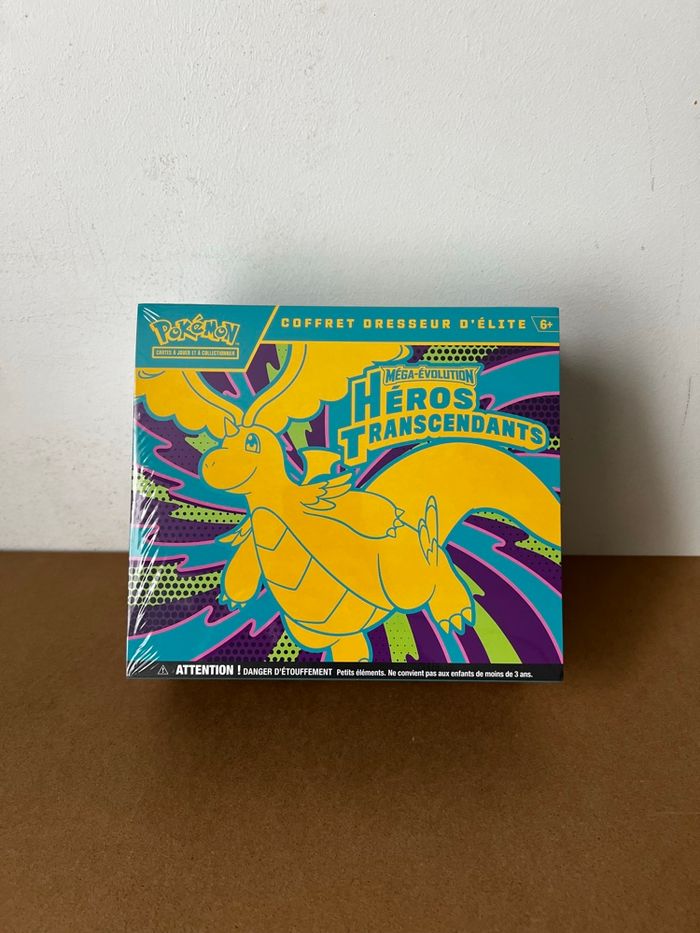 POKéMON
CARTES À JOUER ET À COLLECTIONNER
COFFRET DRESSEUR D'ÉLITE 6+
MÉGA-ÉVOLUTION
HÉROS
TRANSCENDANTS
ATTENTION ! DANGER D'ÉTOUFFEMENT Petits éléments. Ne convient pas aux enfants de moins de 3 ans.